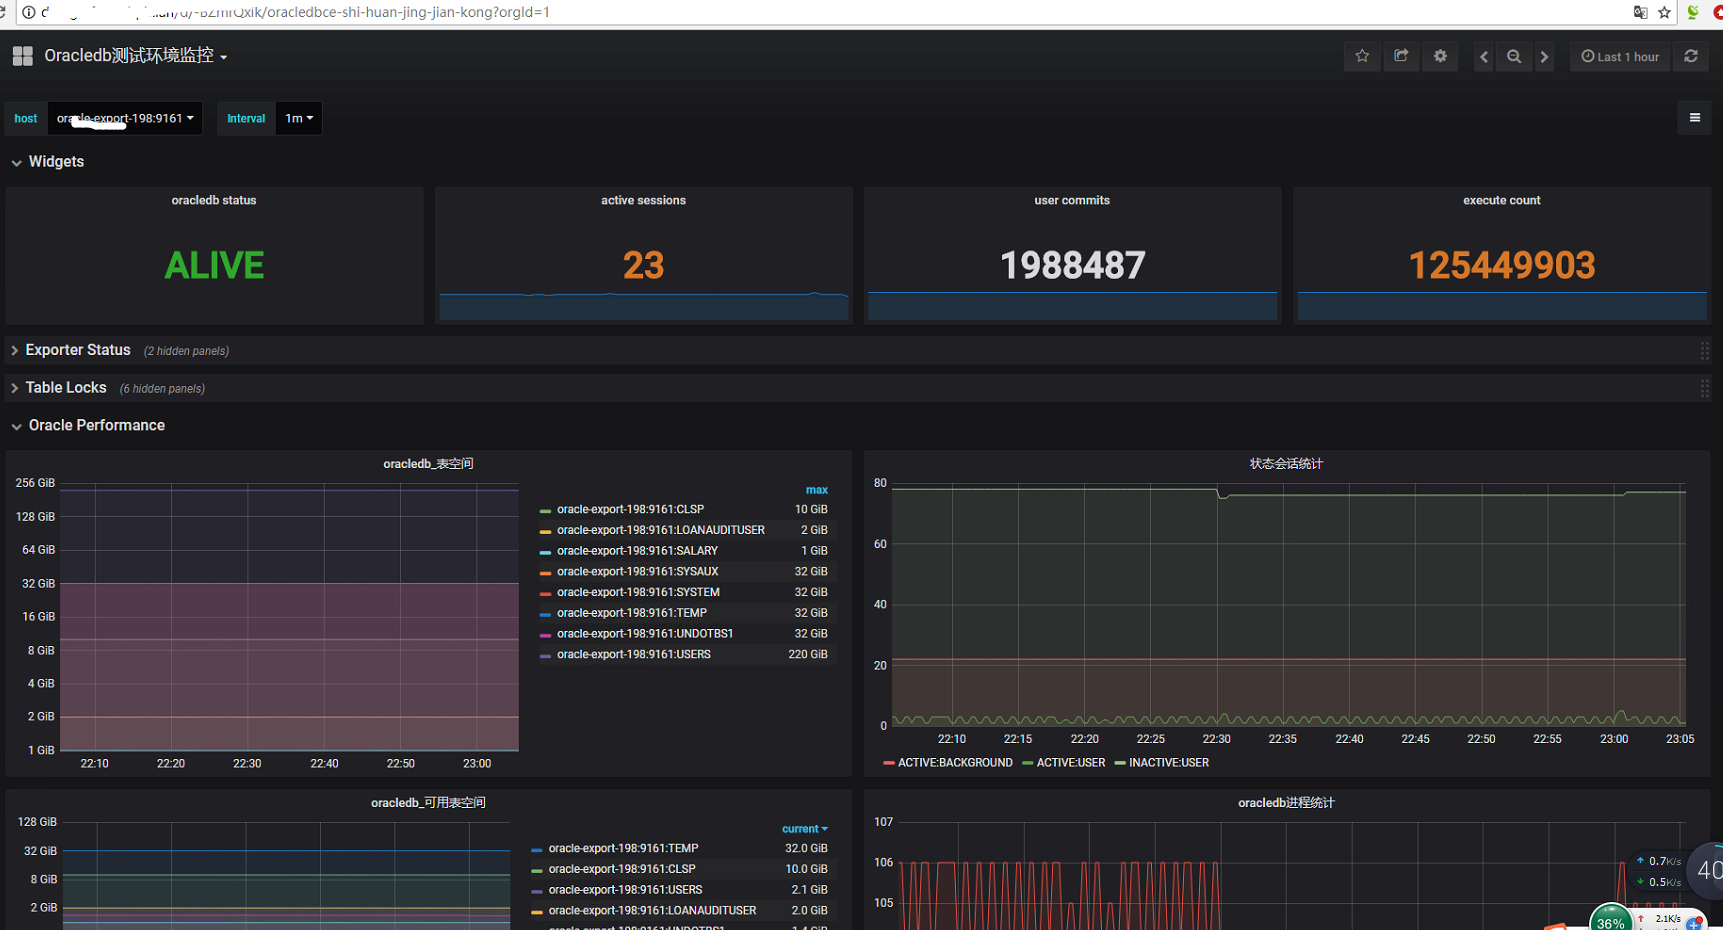 /oracledbce-shi-huan-jing-jian-kong?orgId=1
Oracledb测试环境监控
Last 1 hour
host
oracle-export-198:9161
Interval
1m
Widgets
oracledb status
active sessions
user commits
execute count
ALIVE
23
1988487
125449903
Exporter Status (2 hidden panels)
Table Locks (6 hidden panels)
Oracle Performance
oracledb_表空间
256 GiB
128 GiB
64 GiB
32 GiB
16 GiB
8 GiB
4 GiB
2 GiB
1 GiB
22:10 22:20 22:30 22:40 22:50 23:00
max
oracle-export-198:9161:CLSP 10 GiB
oracle-export-198:9161:LOANAUDITUSER 2 GiB
oracle-export-198:9161:SALARY 1 GiB
oracle-export-198:9161:SYSAUX 32 GiB
oracle-export-198:9161:SYSTEM 32 GiB
oracle-export-198:9161:TEMP 32 GiB
oracle-export-198:9161:UNDOTBS1 32 GiB
oracle-export-198:9161:USERS 220 GiB
状态会话统计
80
60
40
20
0
22:10 22:15 22:20 22:25 22:30 22:35 22:40 22:45 22:50 22:55 23:00 23:05
ACTIVE:BACKGROUND ACTIVE:USER INACTIVE:USER
oracledb_可用表空间
128 GiB
32 GiB
8 GiB
2 GiB
current
oracle-export-198:9161:TEMP 32.0 GiB
oracle-export-198:9161:CLSP 10.0 GiB
oracle-export-198:9161:USERS 2.1 GiB
oracle-export-198:9161:LOANAUDITUSER 2.0 GiB
oracledb进程统计
107
106
105
0.7K/s
0.5K/s
40
36%
2.1K/s